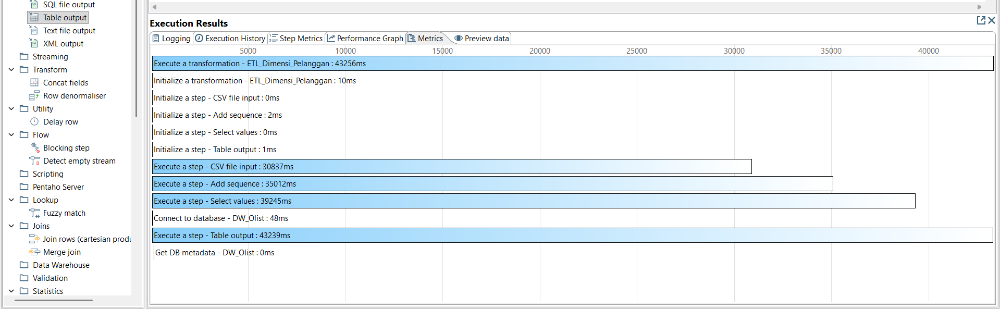 SQL file output
Table output
Text file output
XML output
Streaming
Transform
Concat fields
Row denormaliser
Utility
Delay row
Flow
Blocking step
Detect empty stream
Scripting
Pentaho Server
Lookup
Fuzzy match
Joins
Join rows (cartesian produ
Merge join
Data Warehouse
Validation
Statistics
Execution Results
Logging Execution History Step Metrics Performance Graph Metrics Preview data
5000 10000 15000 20000 25000 30000 35000 40000
Execute a transformation - ETL_Dimensi_Pelanggan : 43256ms
Initialize a transformation - ETL_Dimensi_Pelanggan : 10ms
Initialize a step - CSV file input : 0ms
Initialize a step - Add sequence : 2ms
Initialize a step - Select values : 0ms
Initialize a step - Table output : 1ms
Execute a step - CSV file input : 30837ms
Execute a step - Add sequence : 35012ms
Execute a step - Select values : 39245ms
Connect to database - DW_Olist : 48ms
Execute a step - Table output : 43239ms
Get DB metadata - DW_Olist : 0ms